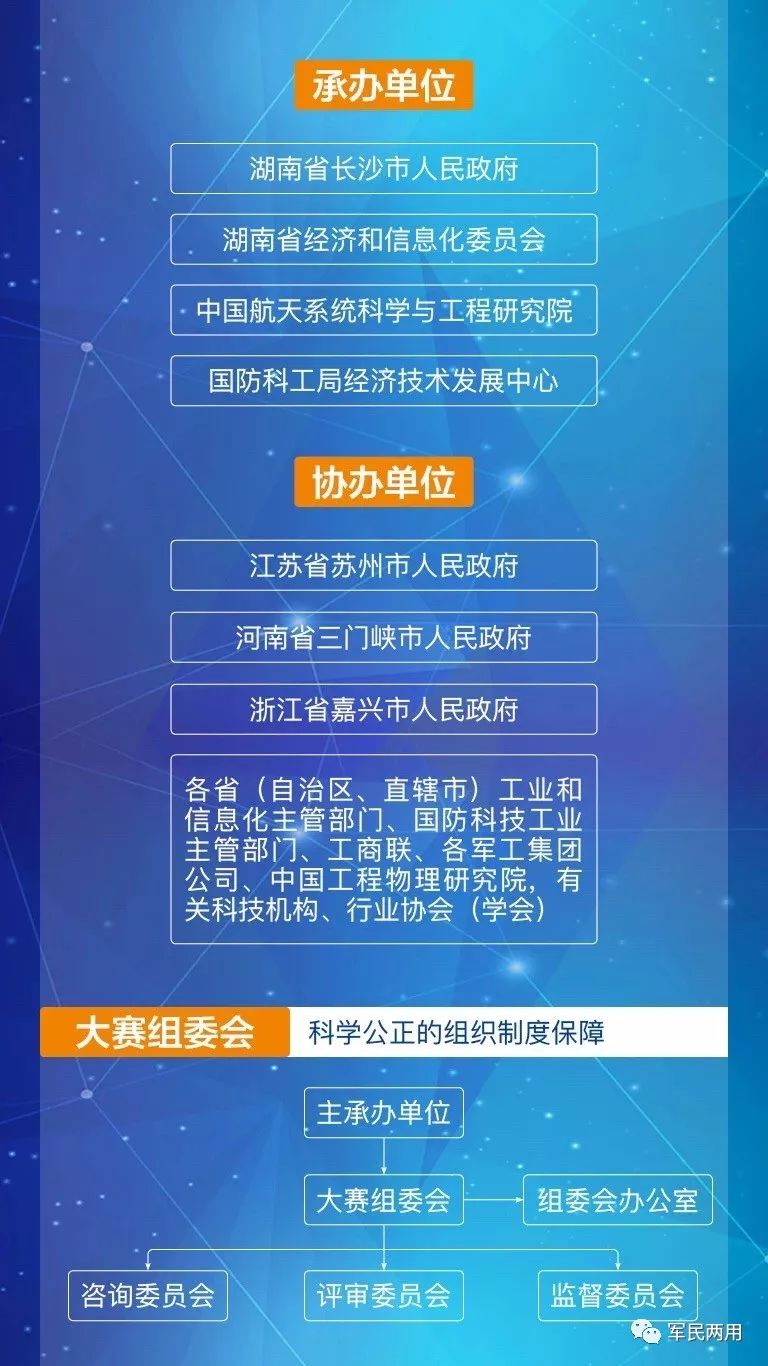 承办单位
湖南省长沙市人民政府
湖南省经济和信息化委员会
中国航天系统科学与工程研究院
国防科工局经济技术发展中心
协办单位
江苏省苏州市人民政府
河南省三门峡市人民政府
浙江省嘉兴市人民政府
各省（自治区、直辖市）工业和
信息化主管部门、国防科技工业
主管部门、工商联、各军工集团
公司、中国工程物理研究院，有
关科技机构、行业协会（学会）
大赛组委会 科学公正的组织制度保障
主承办单位
大赛组委会 组委会办公室
咨询委员会 评审委员会 监督委员会
军民两用